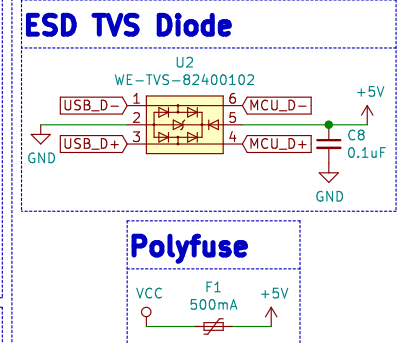 ESD TVS Diode
U2
WE-TVS-82400102
USB_D- 1 6 MCU_D-
+5V
2 5
GND
USB_D+ 3 4 MCU_D+
C8
0.1uF
GND
Polyfuse
VCC F1 +5V
500mA